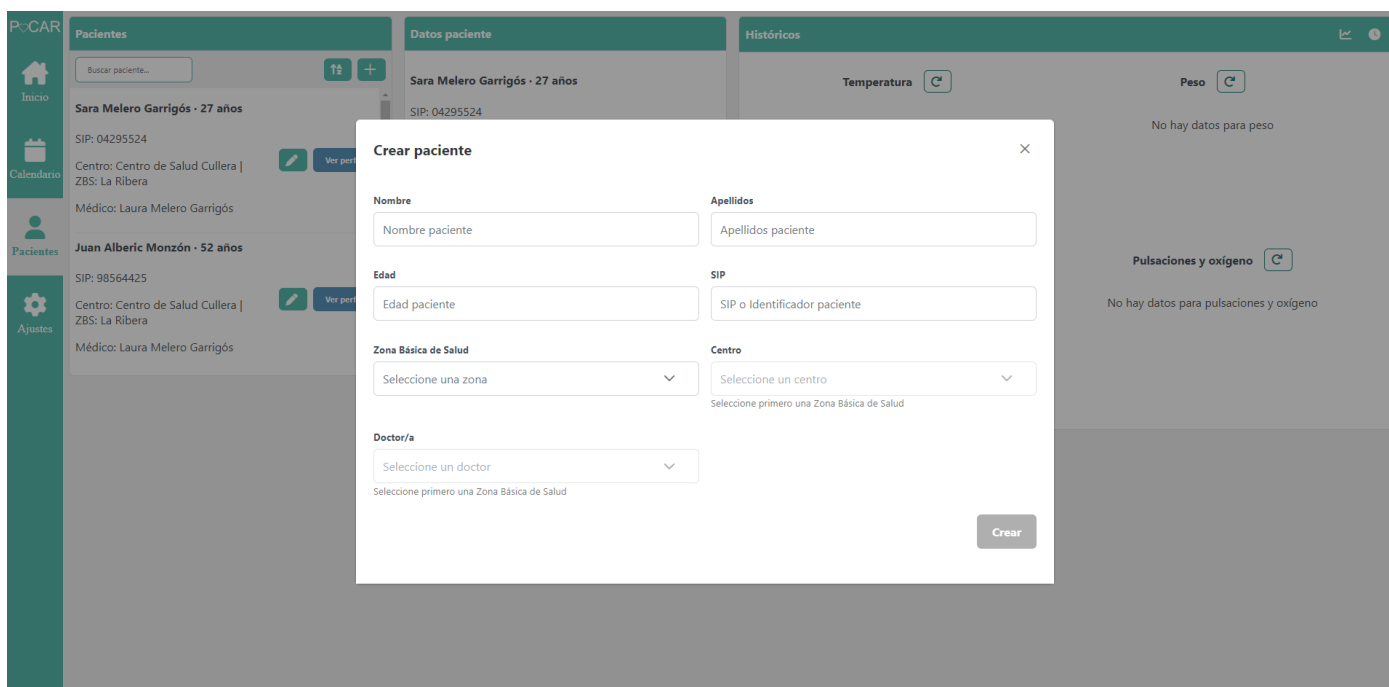 POCAR
Inicio
Calendario
Pacientes
Ajustes
Pacientes
Buscar paciente...
Sara Melero Garrigós · 27 años
SIP: 04295524
Centro: Centro de Salud Cullera |
ZBS: La Ribera
Médico: Laura Melero Garrigós
Ver perf
Juan Alberic Monzón · 52 años
SIP: 98564425
Centro: Centro de Salud Cullera |
ZBS: La Ribera
Médico: Laura Melero Garrigós
Ver perf
Datos paciente
Sara Melero Garrigós · 27 años
SIP: 04295524
Históricos
Temperatura
Peso
No hay datos para peso
Pulsaciones y oxígeno
No hay datos para pulsaciones y oxígeno
Crear paciente
Nombre
Nombre paciente
Apellidos
Apellidos paciente
Edad
Edad paciente
SIP
SIP o Identificador paciente
Zona Básica de Salud
Seleccione una zona
Centro
Seleccione un centro
Seleccione primero una Zona Básica de Salud
Doctor/a
Seleccione un doctor
Seleccione primero una Zona Básica de Salud
Crear